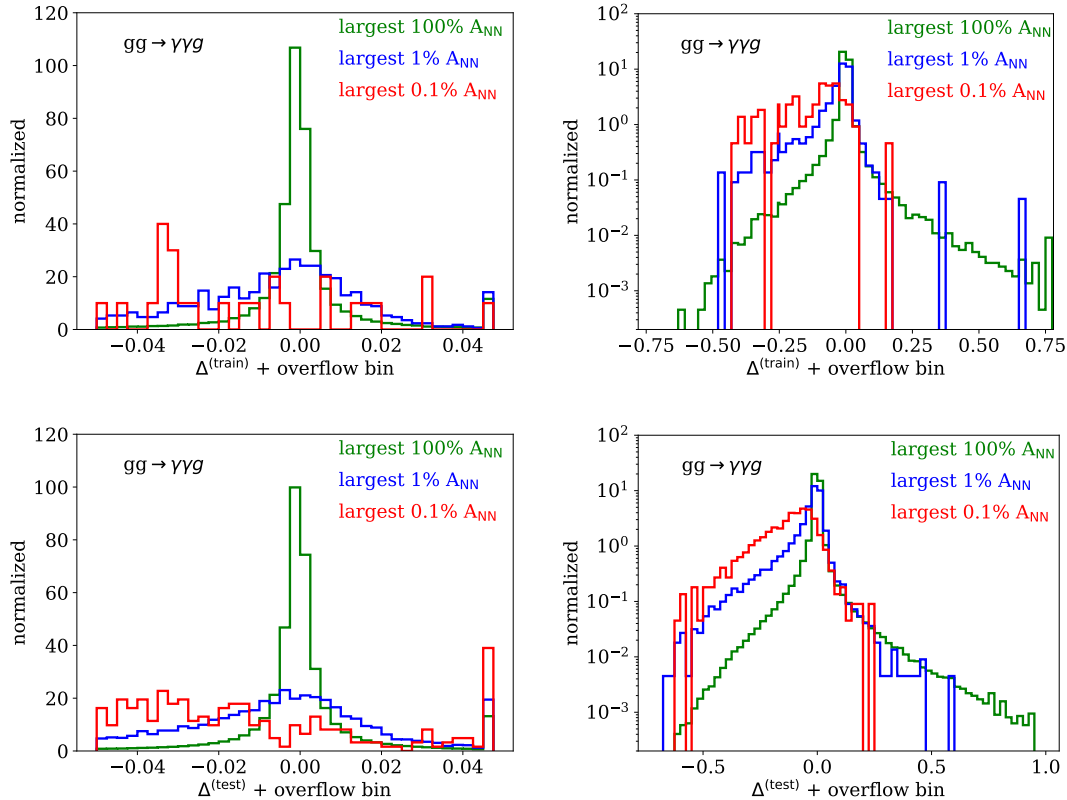 120
100
80
60
40
20
0
normalized
gg → γγg
largest 100% A_NN
largest 1% A_NN
largest 0.1% A_NN
−0.04 −0.02 0.00 0.02 0.04
Δ^(train) + overflow bin
10^2
10^1
10^0
10^−1
10^−2
10^−3
normalized
gg → γγg
largest 100% A_NN
largest 1% A_NN
largest 0.1% A_NN
−0.75 −0.50 −0.25 0.00 0.25 0.50 0.75
Δ^(train) + overflow bin
120
100
80
60
40
20
0
normalized
gg → γγg
largest 100% A_NN
largest 1% A_NN
largest 0.1% A_NN
−0.04 −0.02 0.00 0.02 0.04
Δ^(test) + overflow bin
10^2
10^1
10^0
10^−1
10^−2
10^−3
normalized
gg → γγg
largest 100% A_NN
largest 1% A_NN
largest 0.1% A_NN
−0.5 0.0 0.5 1.0
Δ^(test) + overflow bin